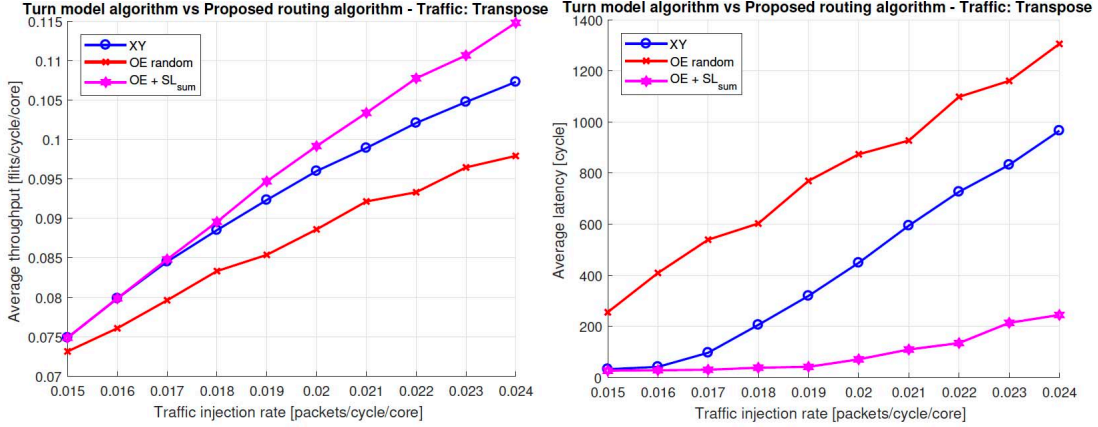 Turn model algorithm vs Proposed routing algorithm - Traffic: Transpose
0.115
0.11
0.105
0.1
0.095
0.09
0.085
0.08
0.075
0.07
Average throughput [flits/cycle/core]
XY
OE random
OE + SLsum
0.015 0.016 0.017 0.018 0.019 0.02 0.021 0.022 0.023 0.024
Traffic injection rate [packets/cycle/core]
Turn model algorithm vs Proposed routing algorithm - Traffic: Transpose
1400
1200
1000
800
600
400
200
0
Average latency [cycle]
XY
OE random
OE + SLsum
0.015 0.016 0.017 0.018 0.019 0.02 0.021 0.022 0.023 0.024
Traffic injection rate [packets/cycle/core]